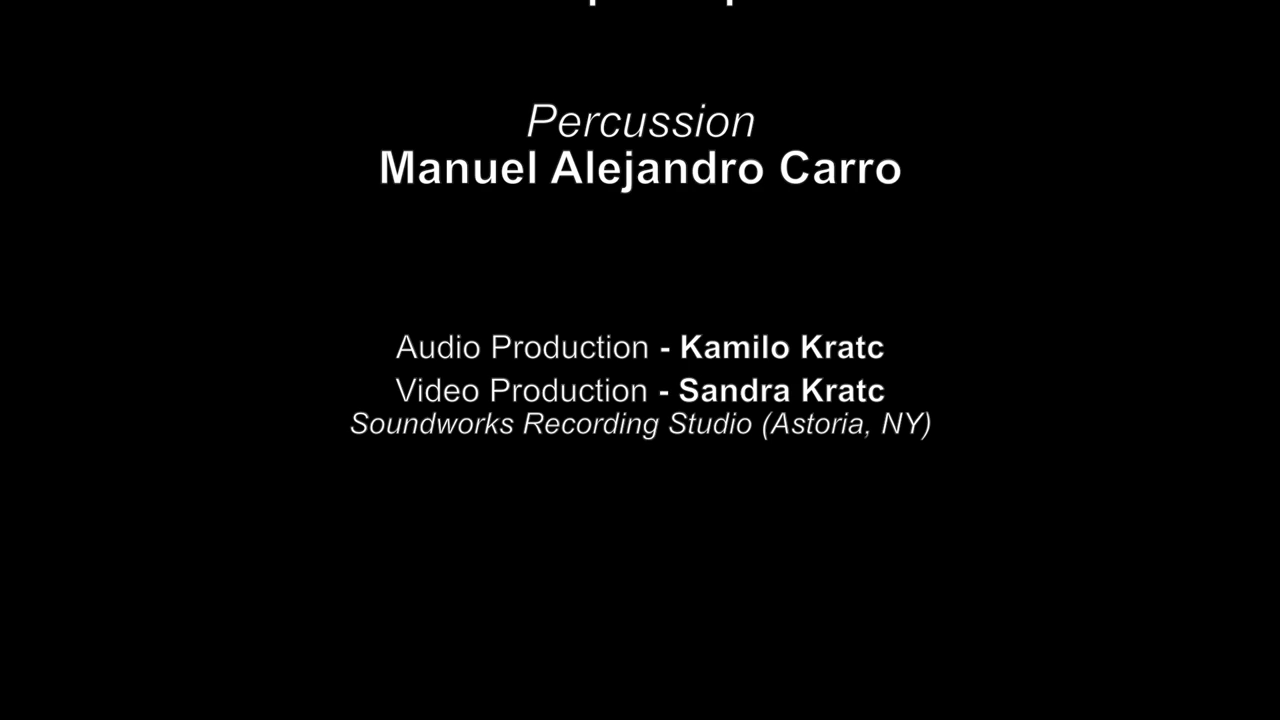 Percussion
Manuel Alejandro Carro
Audio Production - Kamilo Kratc
Video Production - Sandra Kratc
Soundworks Recording Studio (Astoria, NY)